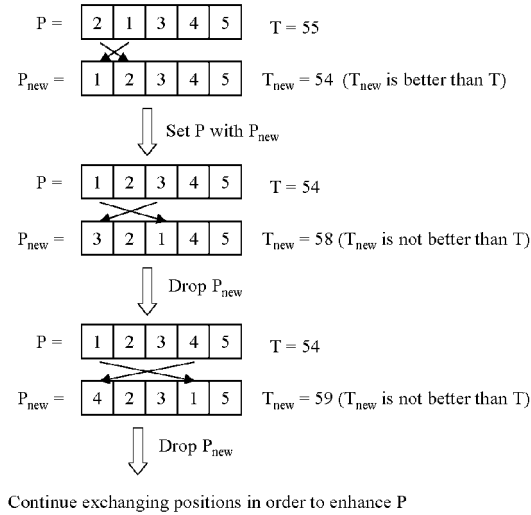 P = 2 1 3 4 5 T = 55
Pnew = 1 2 3 4 5 Tnew = 54 (Tnew is better than T)
Set P with Pnew
P = 1 2 3 4 5 T = 54
Pnew = 3 2 1 4 5 Tnew = 58 (Tnew is not better than T)
Drop Pnew
P = 1 2 3 4 5 T = 54
Pnew = 4 2 3 1 5 Tnew = 59 (Tnew is not better than T)
Drop Pnew
Continue exchanging positions in order to enhance P